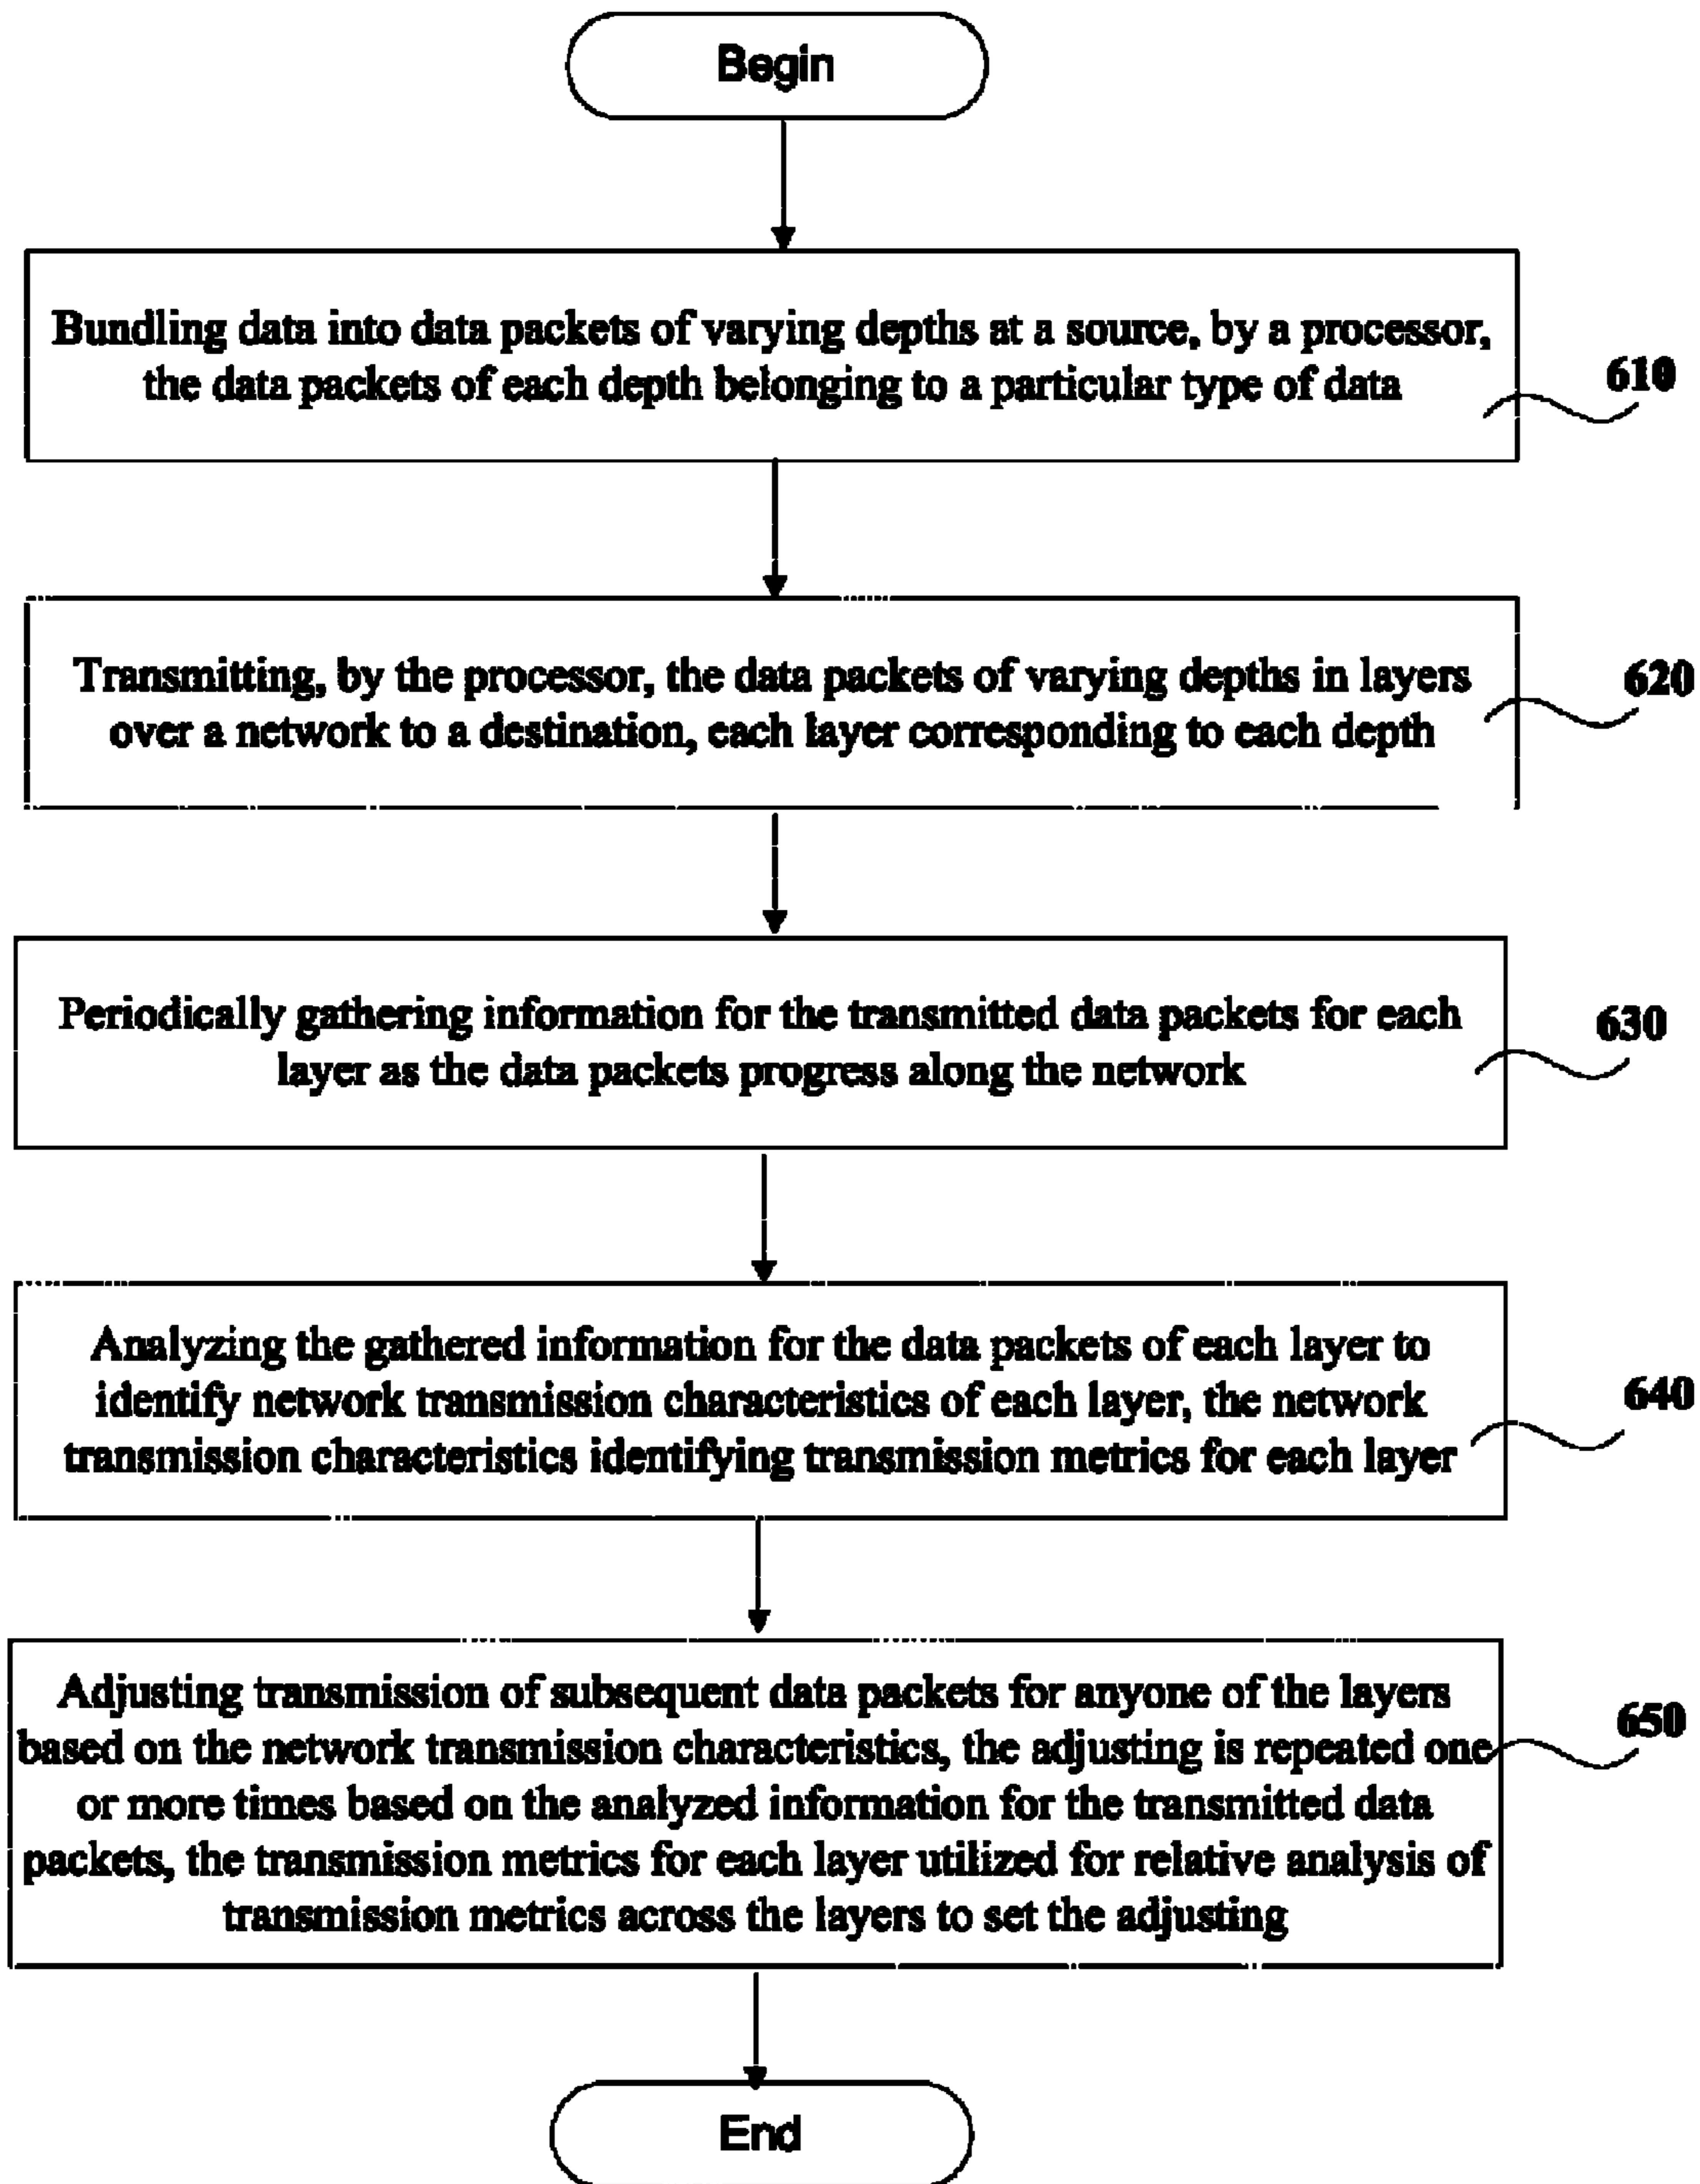 Begin
Bundling data into data packets of varying depths at a source, by a processor,
the data packets of each depth belonging to a particular type of data
610
Transmitting, by the processor, the data packets of varying depths in layers
over a network to a destination, each layer corresponding to each depth
620
Periodically gathering information for the transmitted data packets for each
layer as the data packets progress along the network
630
Analyzing the gathered information for the data packets of each layer to
identify network transmission characteristics of each layer, the network
transmission characteristics identifying transmission metrics for each layer
640
Adjusting transmission of subsequent data packets for anyone of the layers
based on the network transmission characteristics, the adjusting is repeated one
or more times based on the analyzed information for the transmitted data
packets, the transmission metrics for each layer utilized for relative analysis of
transmission metrics across the layers to set the adjusting
650
End